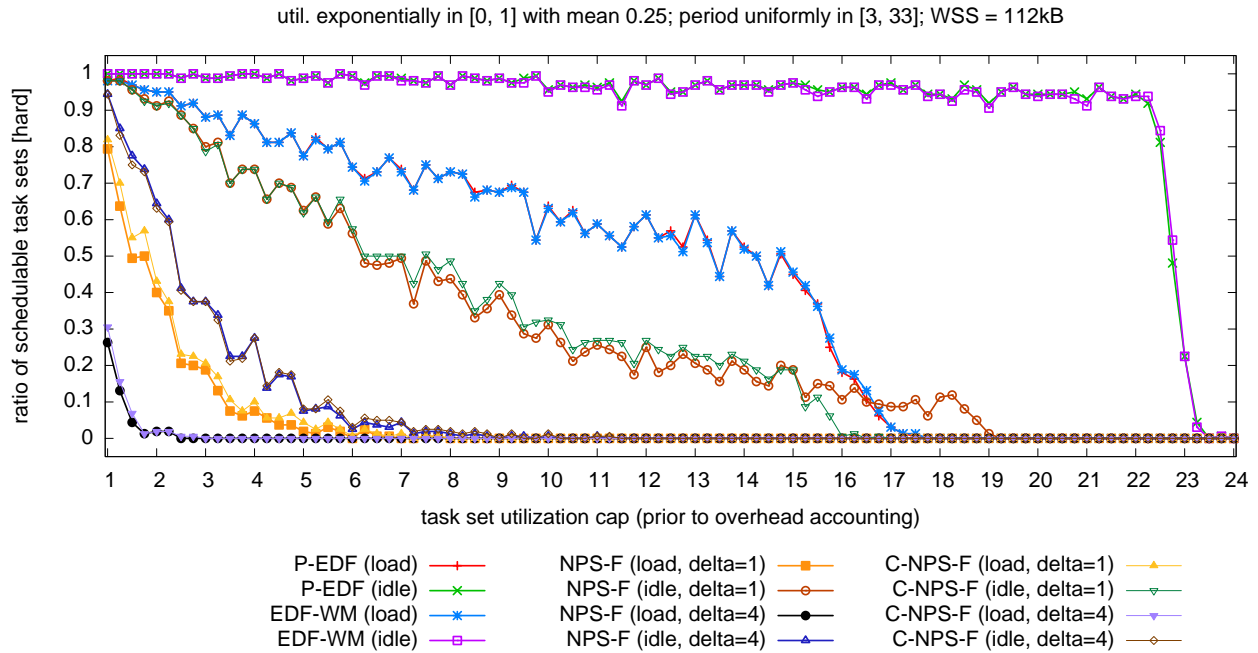 util. exponentially in [0, 1] with mean 0.25; period uniformly in [3, 33]; WSS = 112kB
ratio of schedulable task sets [hard]
1
0.9
0.8
0.7
0.6
0.5
0.4
0.3
0.2
0.1
0
1 2 3 4 5 6 7 8 9 10 11 12 13 14 15 16 17 18 19 20 21 22 23 24
task set utilization cap (prior to overhead accounting)
P-EDF (load) NPS-F (load, delta=1) C-NPS-F (load, delta=1)
P-EDF (idle) NPS-F (idle, delta=1) C-NPS-F (idle, delta=1)
EDF-WM (load) NPS-F (load, delta=4) C-NPS-F (load, delta=4)
EDF-WM (idle) NPS-F (idle, delta=4) C-NPS-F (idle, delta=4)